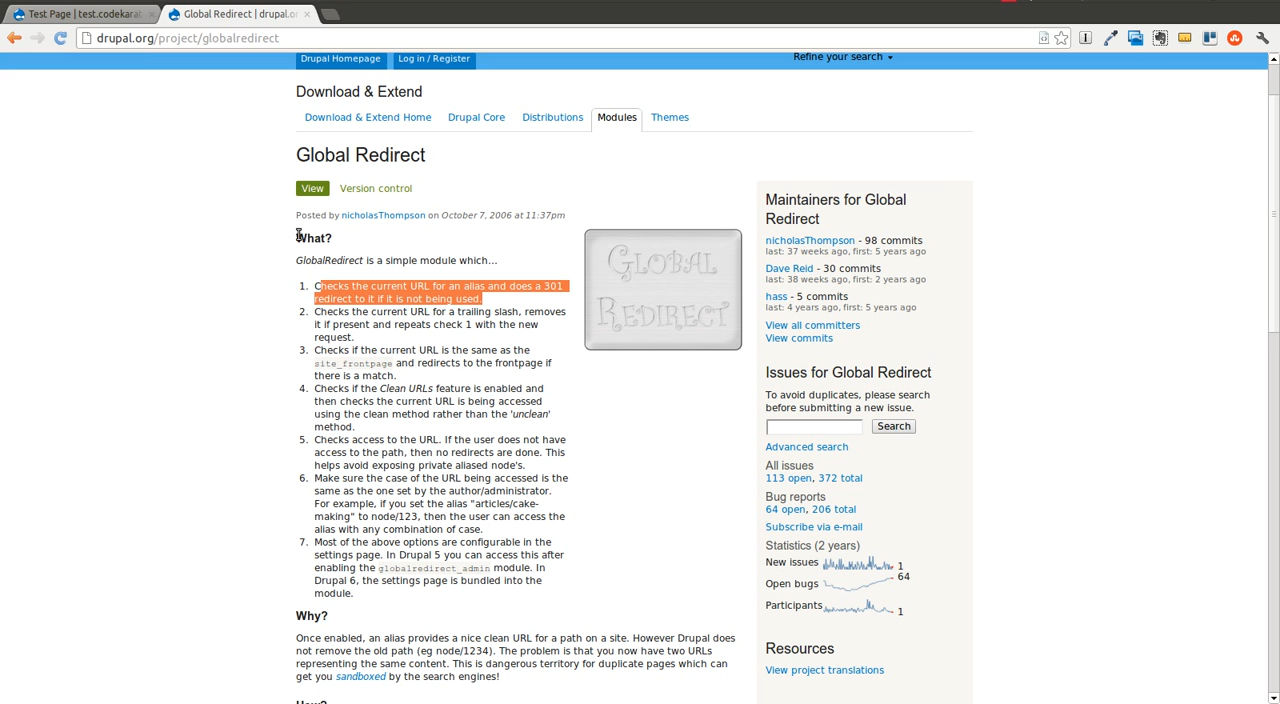 Test Page | test.codekarat
Global Redirect | drupal.o
drupal.org/project/globalredirect
Drupal Homepage
Log in / Register
Refine your search
Download & Extend
Download & Extend Home
Drupal Core
Distributions
Modules
Themes
Global Redirect
View
Version control
Posted by nicholasThompson on October 7, 2006 at 11:37pm
What?
GlobalRedirect is a simple module which...
1. Checks the current URL for an alias and does a 301
redirect to it if it is not being used.
2. Checks the current URL for a trailing slash, removes
it if present and repeats check 1 with the new
request.
3. Checks if the current URL is the same as the
site_frontpage and redirects to the frontpage if
there is a match.
4. Checks if the Clean URLs feature is enabled and
then checks the current URL is being accessed
using the clean method rather than the 'unclean'
method.
5. Checks access to the URL. If the user does not have
access to the path, then no redirects are done. This
helps avoid exposing private aliased node's.
6. Make sure the case of the URL being accessed is the
same as the one set by the author/administrator.
For example, if you set the alias "articles/cake-
making" to node/123, then the user can access the
alias with any combination of case.
7. Most of the above options are configurable in the
settings page. In Drupal 5 you can access this after
enabling the globalredirect_admin module. In
Drupal 6, the settings page is bundled into the
module.
Why?
Once enabled, an alias provides a nice clean URL for a path on a site. However Drupal does
not remove the old path (eg node/1234). The problem is that you now have two URLs
representing the same content. This is dangerous territory for duplicate pages which can
get you sandboxed by the search engines!
How?
GLOBAL
REDIRECT
Maintainers for Global
Redirect
nicholasThompson - 98 commits
last: 37 weeks ago, first: 5 years ago
Dave Reid - 30 commits
last: 38 weeks ago, first: 2 years ago
hass - 5 commits
last: 4 years ago, first: 5 years ago
View all committers
View commits
Issues for Global Redirect
To avoid duplicates, please search
before submitting a new issue.
Search
Advanced search
All issues
113 open, 372 total
Bug reports
64 open, 206 total
Subscribe via e-mail
Statistics (2 years)
New issues 1
Open bugs 64
Participants 1
Resources
View project translations